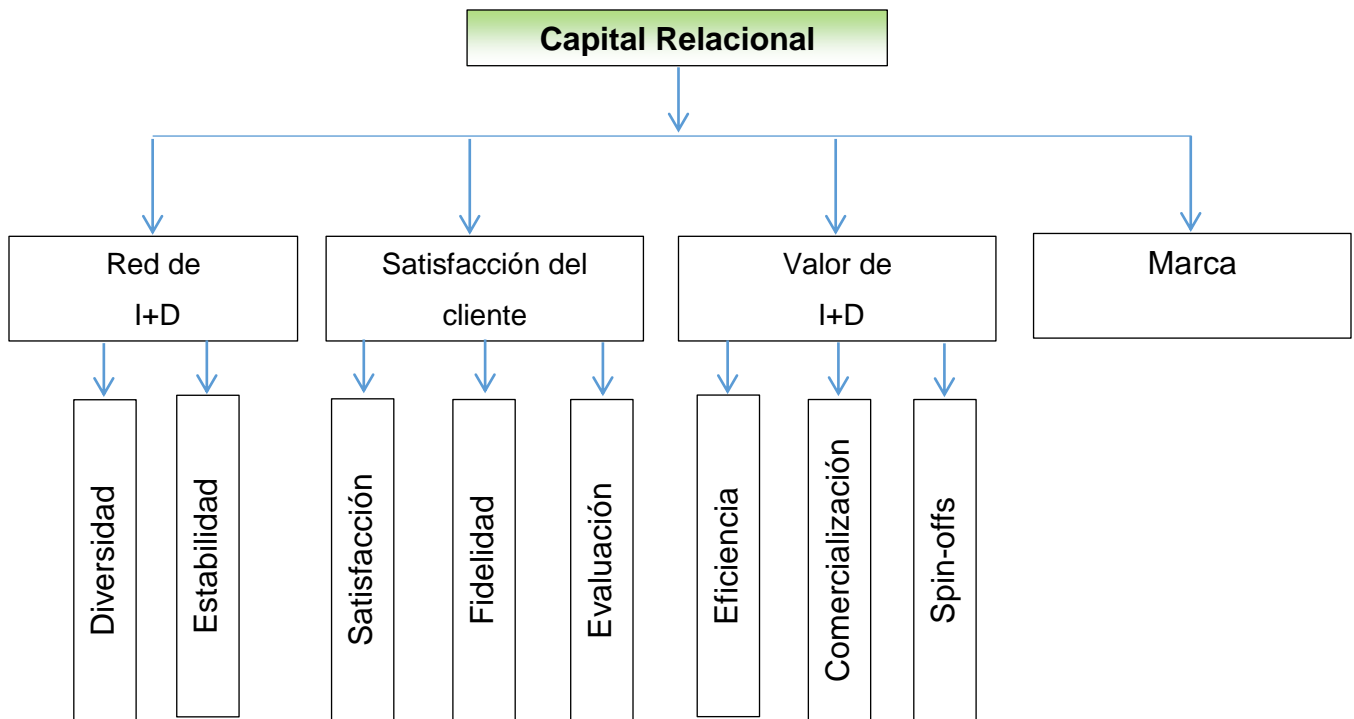 Capital Relacional
Red de
I+D
Satisfacción del
cliente
Valor de
I+D
Marca
Diversidad
Estabilidad
Satisfacción
Fidelidad
Evaluación
Eficiencia
Comercialización
Spin-offs